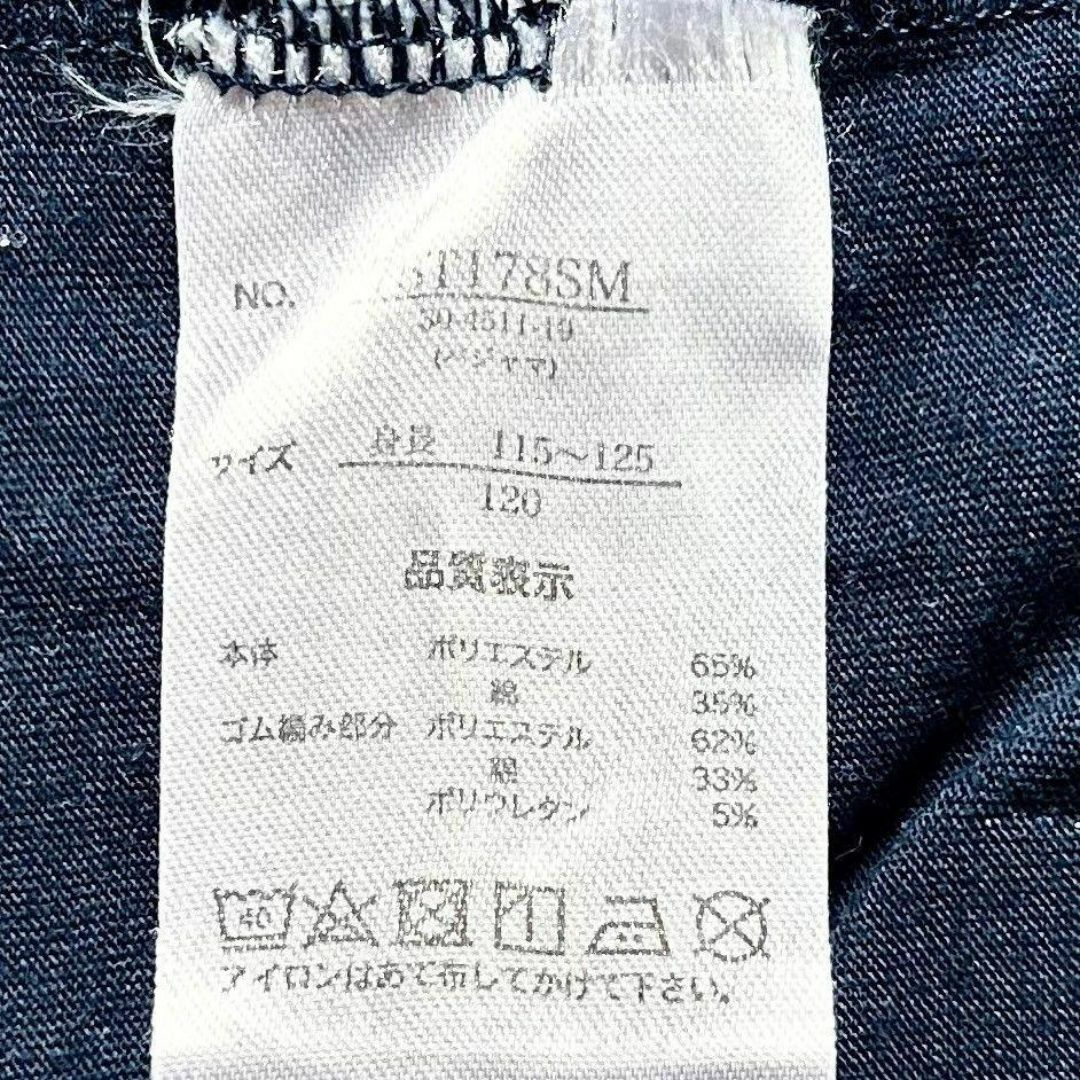 NO. T178SM
30-4511-10
(パジャマ)
サイズ 身長 115~125
120
品質表示
本体 ポリエステル 65%
綿 35%
ゴム編み部分 ポリエステル 62%
綿 33%
ポリウレタン 5%
40
アイロンはあて布してかけて下さい。